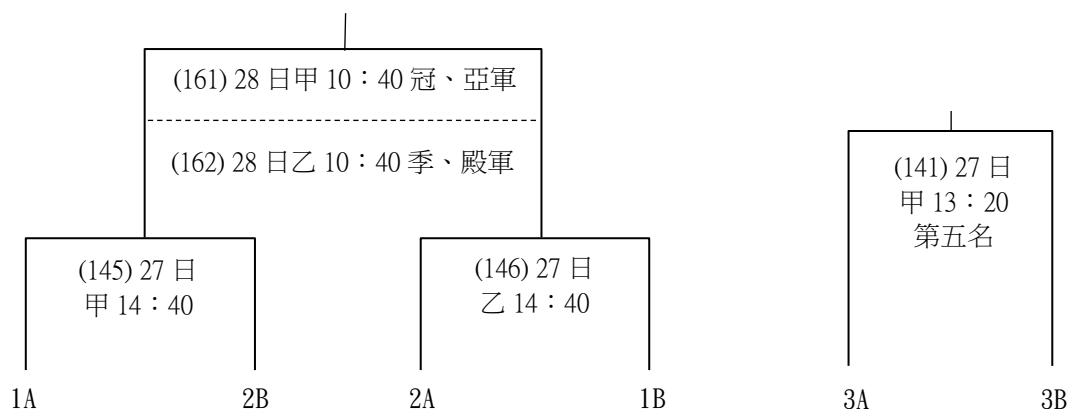 (161) 28 日甲 10：40 冠、亞軍
(162) 28 日乙 10：40 季、殿軍
(145) 27 日
甲 14：40
(146) 27 日
乙 14：40
1A
2B
2A
1B
(141) 27 日
甲 13：20
第五名
3A
3B